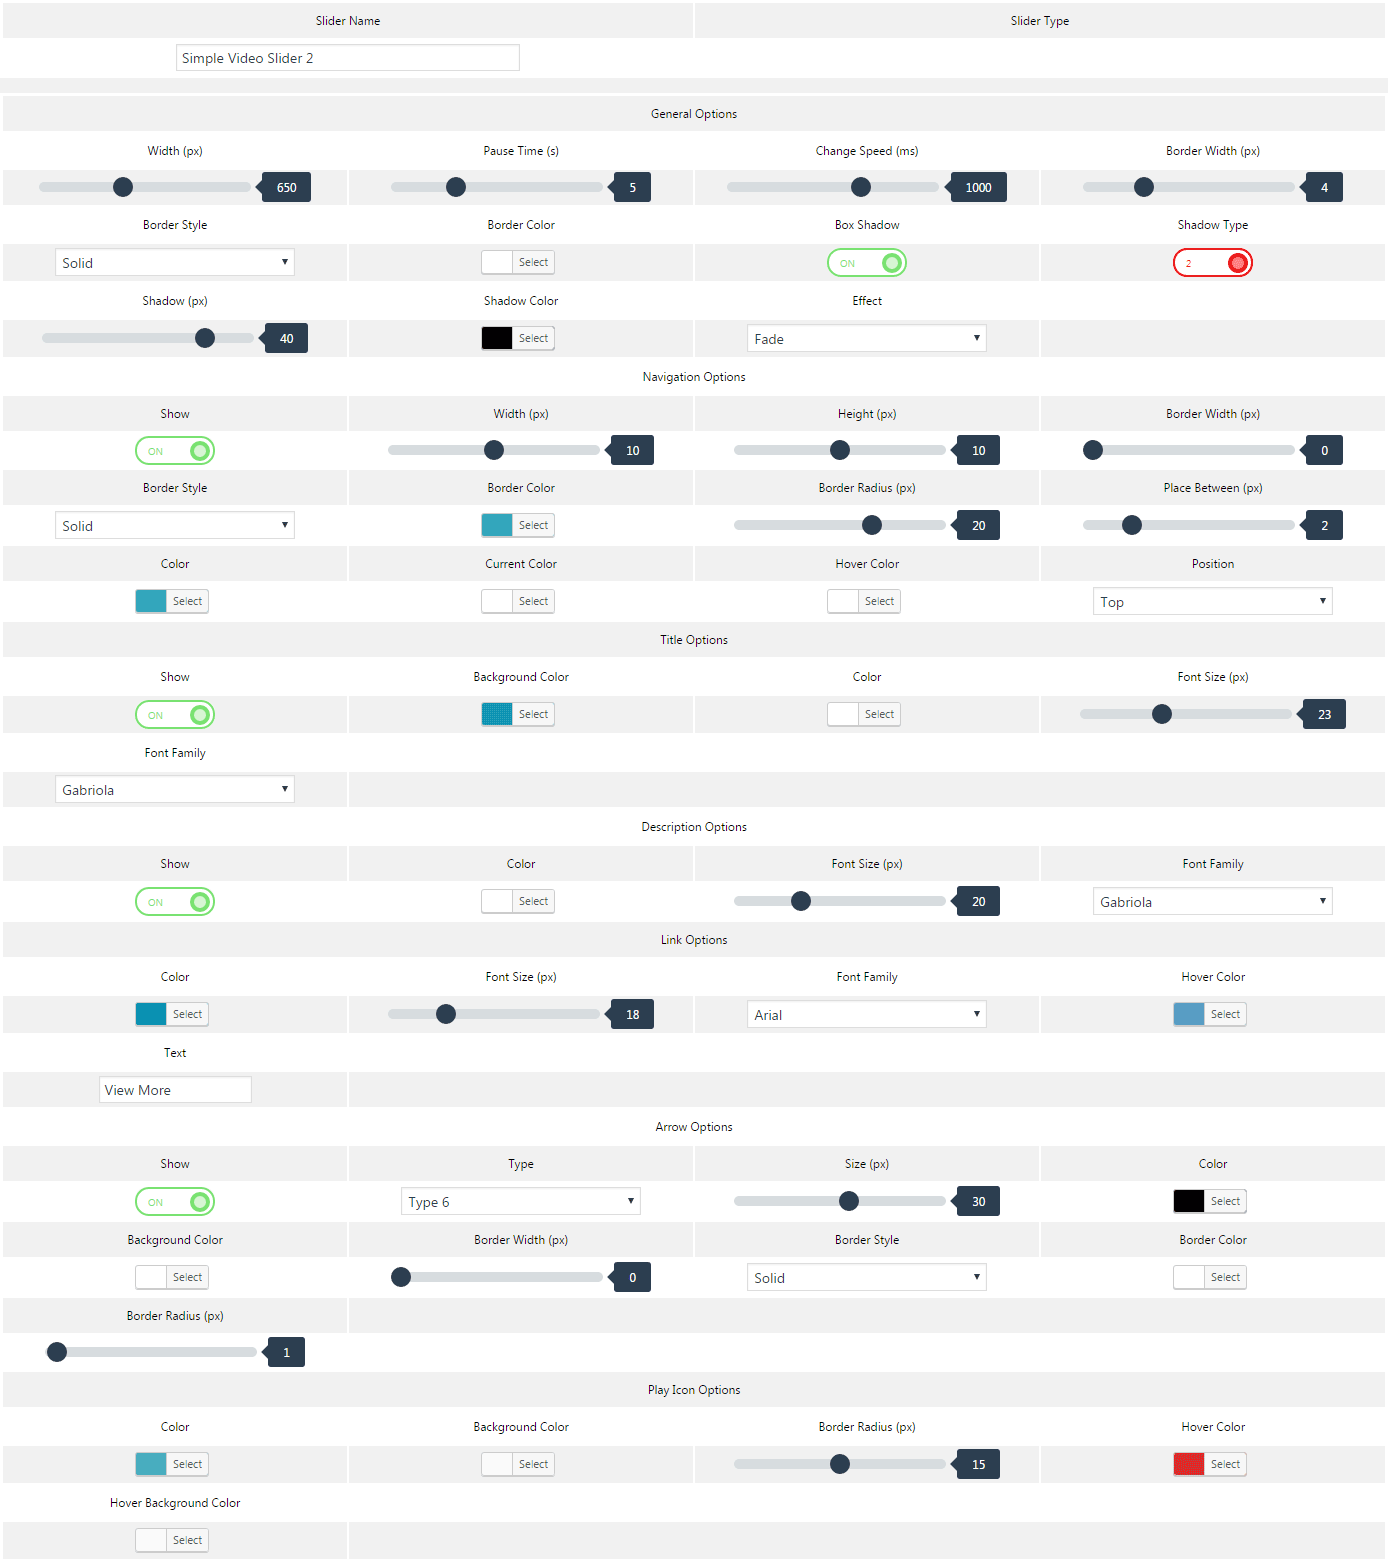 Slider Name Slider Type
Simple Video Slider 2
General Options
Width (px) Pause Time (s) Change Speed (ms) Border Width (px)
650 5 1000 4
Border Style Border Color Box Shadow Shadow Type
Solid Select ON 2
Shadow (px) Shadow Color Effect
40 Select Fade
Navigation Options
Show Width (px) Height (px) Border Width (px)
ON 10 10 0
Border Style Border Color Border Radius (px) Place Between (px)
Solid Select 20 2
Color Current Color Hover Color Position
Select Select Select Top
Title Options
Show Background Color Color Font Size (px)
ON Select Select 23
Font Family
Gabriola
Description Options
Show Color Font Size (px) Font Family
ON Select 20 Gabriola
Link Options
Color Font Size (px) Font Family Hover Color
Select 18 Arial Select
Text
View More
Arrow Options
Show Type Size (px) Color
ON Type 6 30 Select
Background Color Border Width (px) Border Style Border Color
Select 0 Solid Select
Border Radius (px)
1
Play Icon Options
Color Background Color Border Radius (px) Hover Color
Select Select 15 Select
Hover Background Color
Select